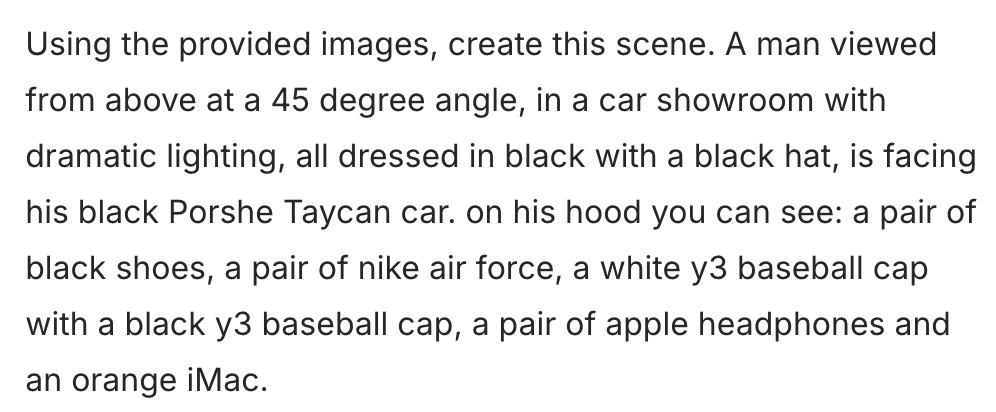 Using the provided images, create this scene. A man viewed
from above at a 45 degree angle, in a car showroom with
dramatic lighting, all dressed in black with a black hat, is facing
his black Porshe Taycan car. on his hood you can see: a pair of
black shoes, a pair of nike air force, a white y3 baseball cap
with a black y3 baseball cap, a pair of apple headphones and
an orange iMac.